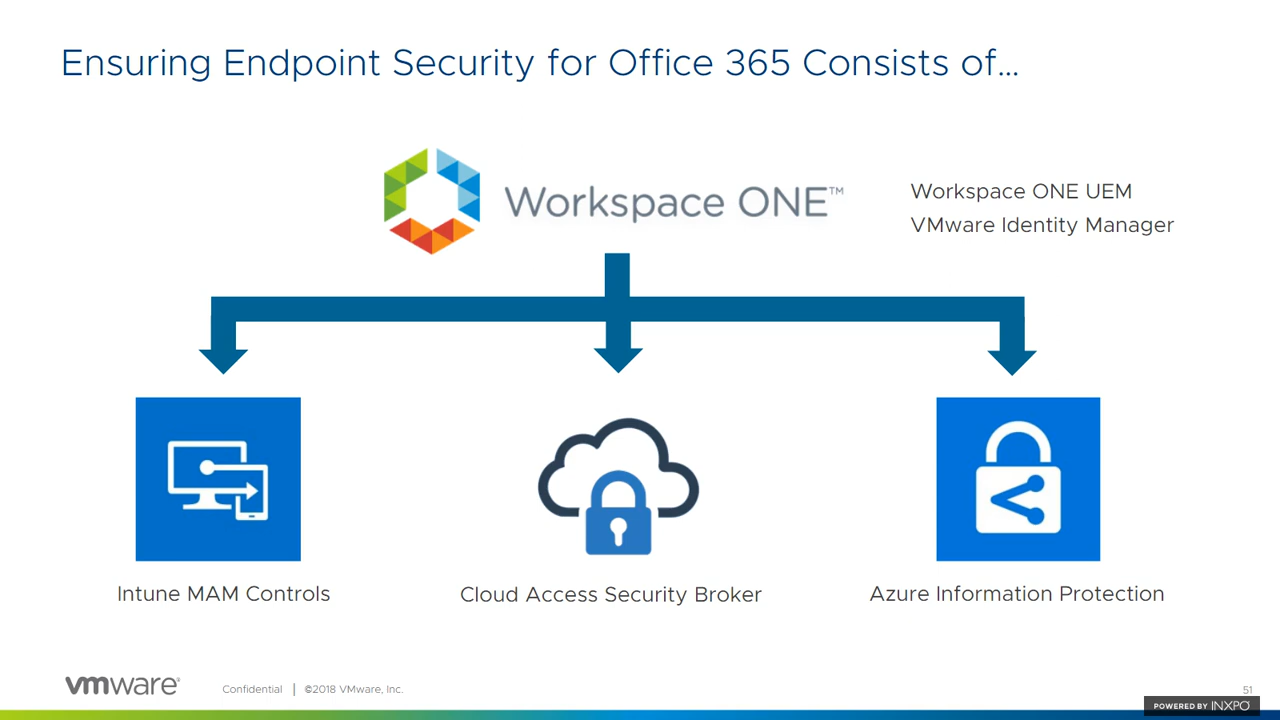 Ensuring Endpoint Security for Office 365 Consists of...
Workspace ONE™
Workspace ONE UEM
VMware Identity Manager
Intune MAM Controls
Cloud Access Security Broker
Azure Information Protection
vmware®
Confidential | ©2018 VMware, Inc.
51
POWERED BY INXPO